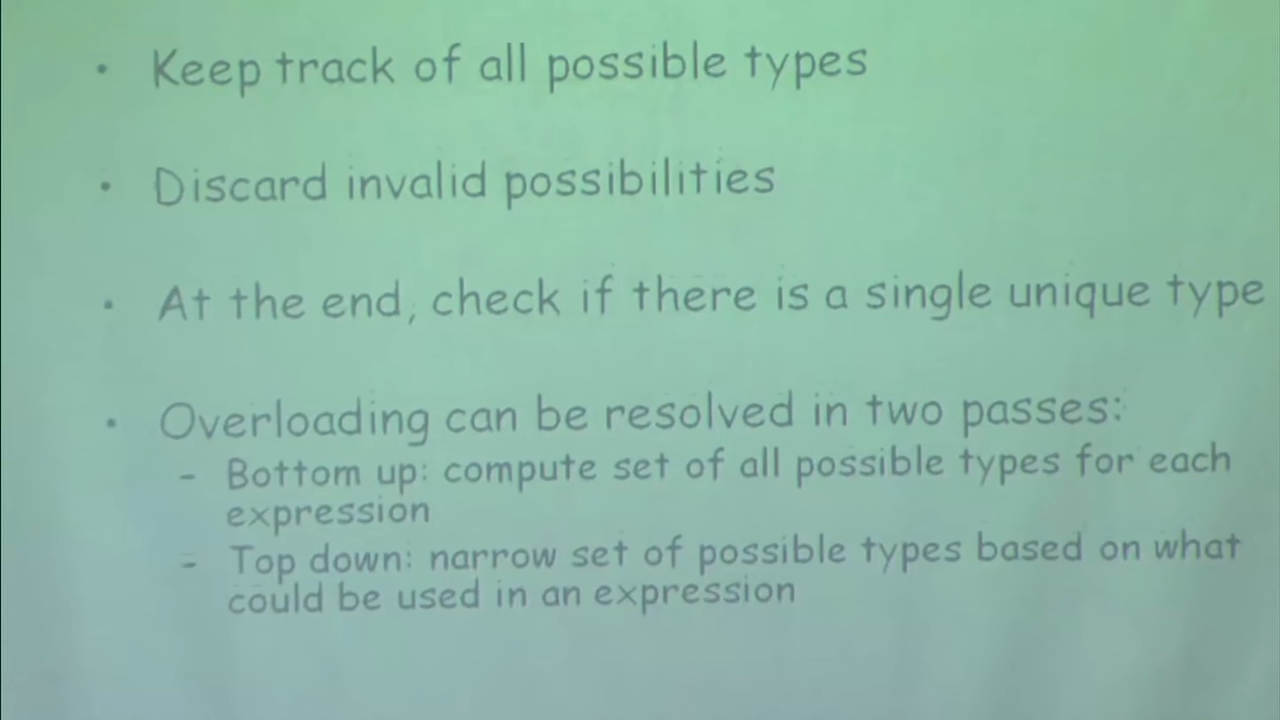 • Keep track of all possible types
• Discard invalid possibilities
• At the end, check if there is a single unique type
• Overloading can be resolved in two passes:
- Bottom up: compute set of all possible types for each
expression
- Top down: narrow set of possible types based on what
could be used in an expression